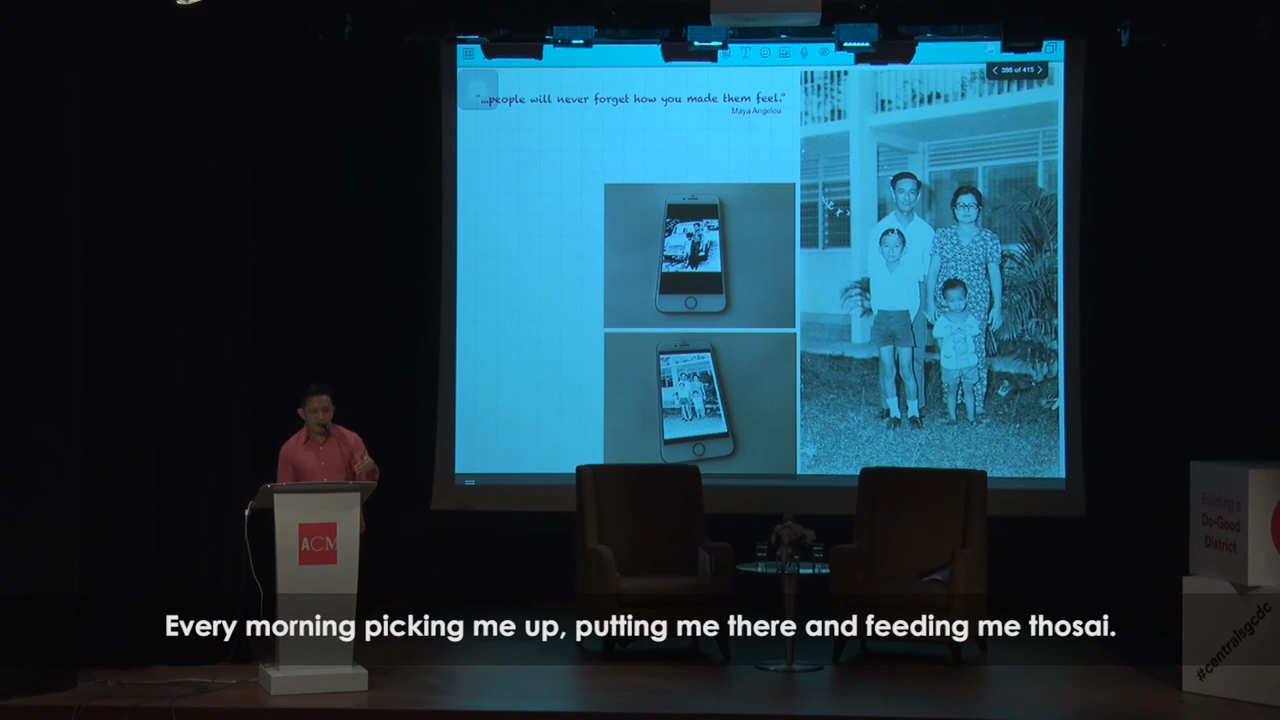 366 of 415
"...people will never forget how you made them feel."
Maya Angelou
ACM
Building a
Do-Good
District
#centralsgcdc
Every morning picking me up, putting me there and feeding me thosai.